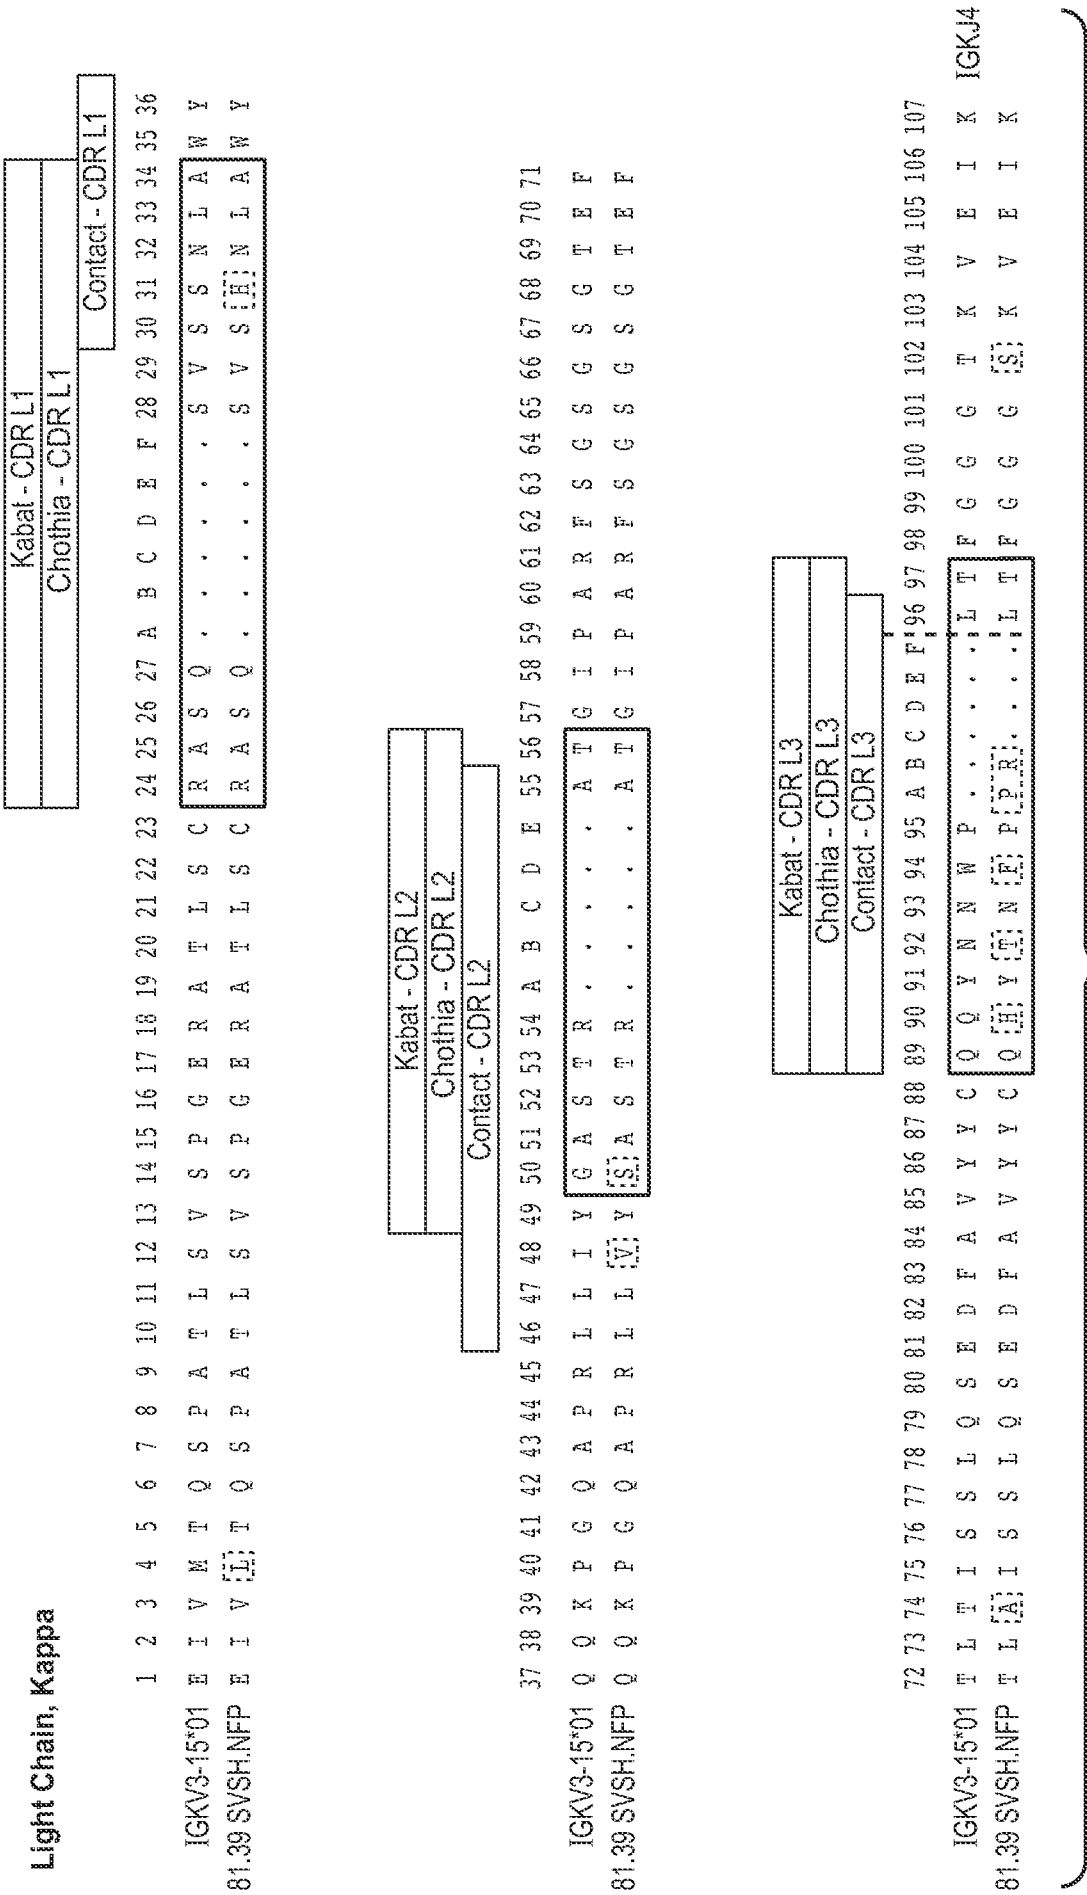 Light Chain, Kappa
Kabat - CDR L1
Chothia - CDR L1
Contact - CDR L1
1 2 3 4 5 6 7 8 9 10 11 12 13 14 15 16 17 18 19 20 21 22 23 24 25 26 27 A B C D E F 28 29 30 31 32 33 34 35 36
IGKV3-15*01 E I V M T Q S P A T L S V S P G E R A T L S C R A S Q . . . . . . S V S S N L A W Y
81.39 SVSH.NFP E I V L T Q S P A T L S V S P G E R A T L S C R A S Q . . . . . . S V S H N L A W Y
Kabat - CDR L2
Chothia - CDR L2
Contact - CDR L2
37 38 39 40 41 42 43 44 45 46 47 48 49 50 51 52 53 54 A B C D E 55 56 57 58 59 60 61 62 63 64 65 66 67 68 69 70 71
IGKV3-15*01 Q Q K P G Q A P R L L I Y G A S T R . . . . . A T G I P A R F S G S G S G T E F
81.39 SVSH.NFP Q Q K P G Q A P R L L V Y S A S T R . . . . . A T G I P A R F S G S G S G T E F
Kabat - CDR L3
Chothia - CDR L3
Contact - CDR L3
72 73 74 75 76 77 78 79 80 81 82 83 84 85 86 87 88 89 90 91 92 93 94 95 A B C D E F 96 97 98 99 100 101 102 103 104 105 106 107
IGKV3-15*01 T L T I S S L Q S E D F A V Y Y C Q Q Y N N W P . . . . . . L T F G G G T K V E I K IGKJ4
81.39 SVSH.NFP T L A I S S L Q S E D F A V Y Y C Q H Y T N F P P R . . . . L T F G G G S K V E I K